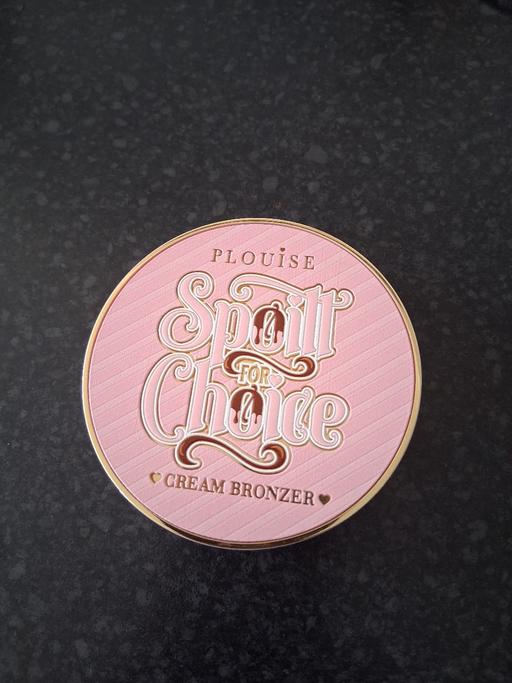 PLOUiSE
Spoilt
FOR
Choice
CREAM BRONZER